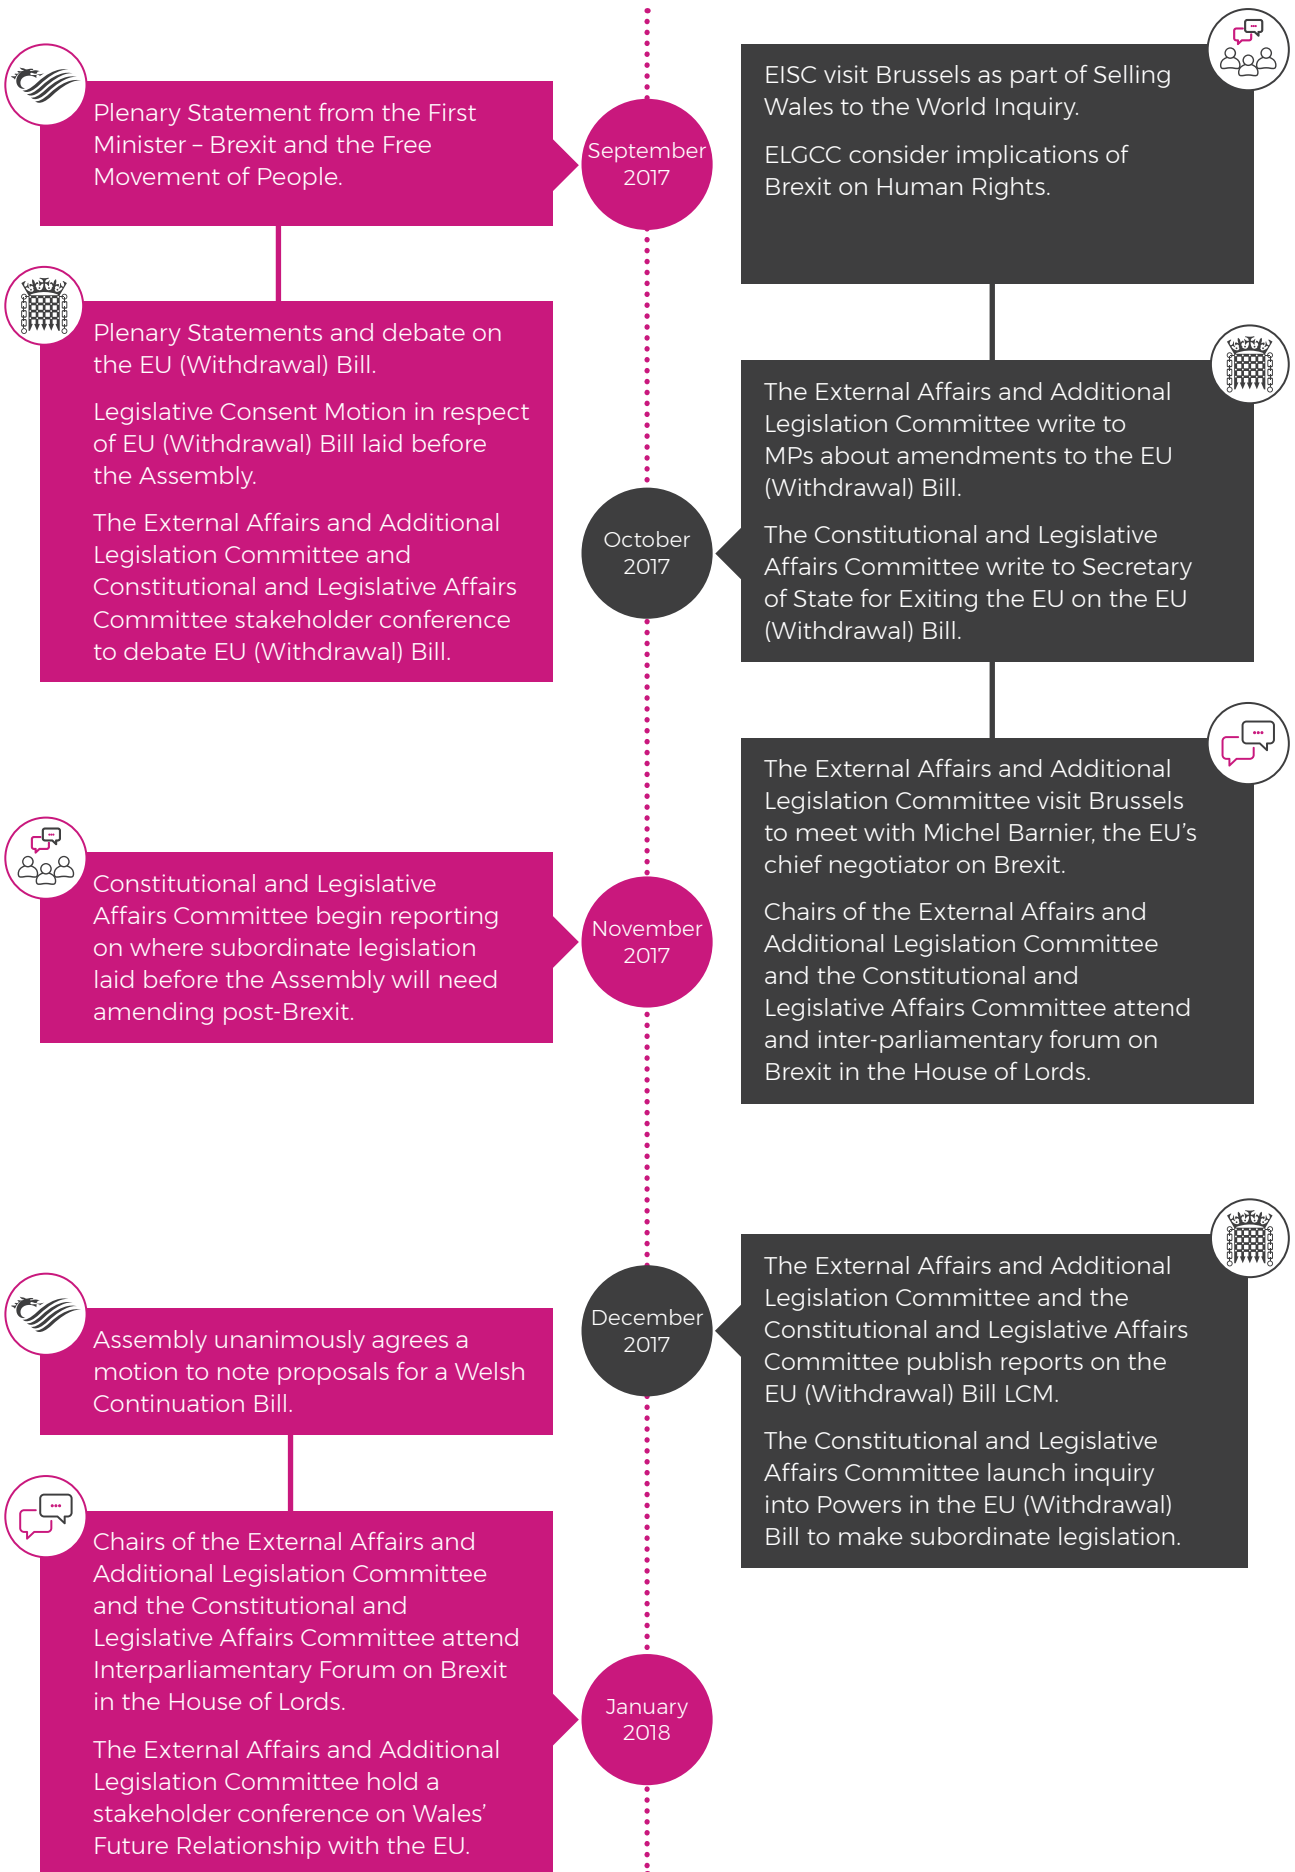 Plenary Statement from the First
Minister – Brexit and the Free
Movement of People.
September
2017
Plenary Statements and debate on
the EU (Withdrawal) Bill.
Legislative Consent Motion in respect
of EU (Withdrawal) Bill laid before
the Assembly.
The External Affairs and Additional
Legislation Committee and
Constitutional and Legislative Affairs
Committee stakeholder conference
to debate EU (Withdrawal) Bill.
EISC visit Brussels as part of Selling
Wales to the World Inquiry.
ELGCC consider implications of
Brexit on Human Rights.
October
2017
The External Affairs and Additional
Legislation Committee write to
MPs about amendments to the EU
(Withdrawal) Bill.
The Constitutional and Legislative
Affairs Committee write to Secretary
of State for Exiting the EU on the EU
(Withdrawal) Bill.
The External Affairs and Additional
Legislation Committee visit Brussels
to meet with Michel Barnier, the EU's
chief negotiator on Brexit.
Chairs of the External Affairs and
Additional Legislation Committee
and the Constitutional and
Legislative Affairs Committee attend
and inter-parliamentary forum on
Brexit in the House of Lords.
Constitutional and Legislative
Affairs Committee begin reporting
on where subordinate legislation
laid before the Assembly will need
amending post-Brexit.
November
2017
December
2017
The External Affairs and Additional
Legislation Committee and the
Constitutional and Legislative Affairs
Committee publish reports on the
EU (Withdrawal) Bill LCM.
The Constitutional and Legislative
Affairs Committee launch inquiry
into Powers in the EU (Withdrawal)
Bill to make subordinate legislation.
Assembly unanimously agrees a
motion to note proposals for a Welsh
Continuation Bill.
Chairs of the External Affairs and
Additional Legislation Committee
and the Constitutional and
Legislative Affairs Committee attend
Interparliamentary Forum on Brexit
in the House of Lords.
The External Affairs and Additional
Legislation Committee hold a
stakeholder conference on Wales'
Future Relationship with the EU.
January
2018